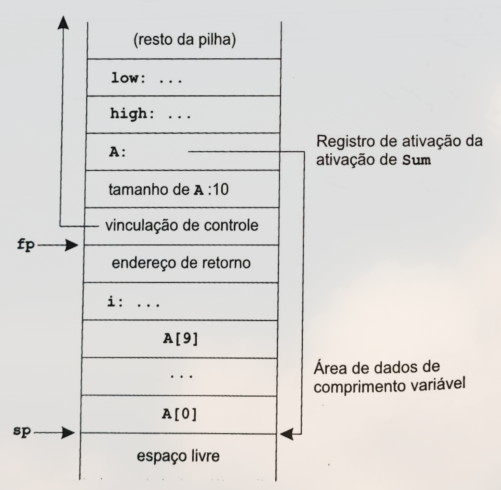 (resto da pilha)
low: ...
high: ...
A:
Registro de ativação da
ativação de Sum
tamanho de A :10
vinculação de controle
fp
endereço de retorno
i: ...
A[9]
...
Área de dados de
comprimento variável
A[0]
sp
espaço livre